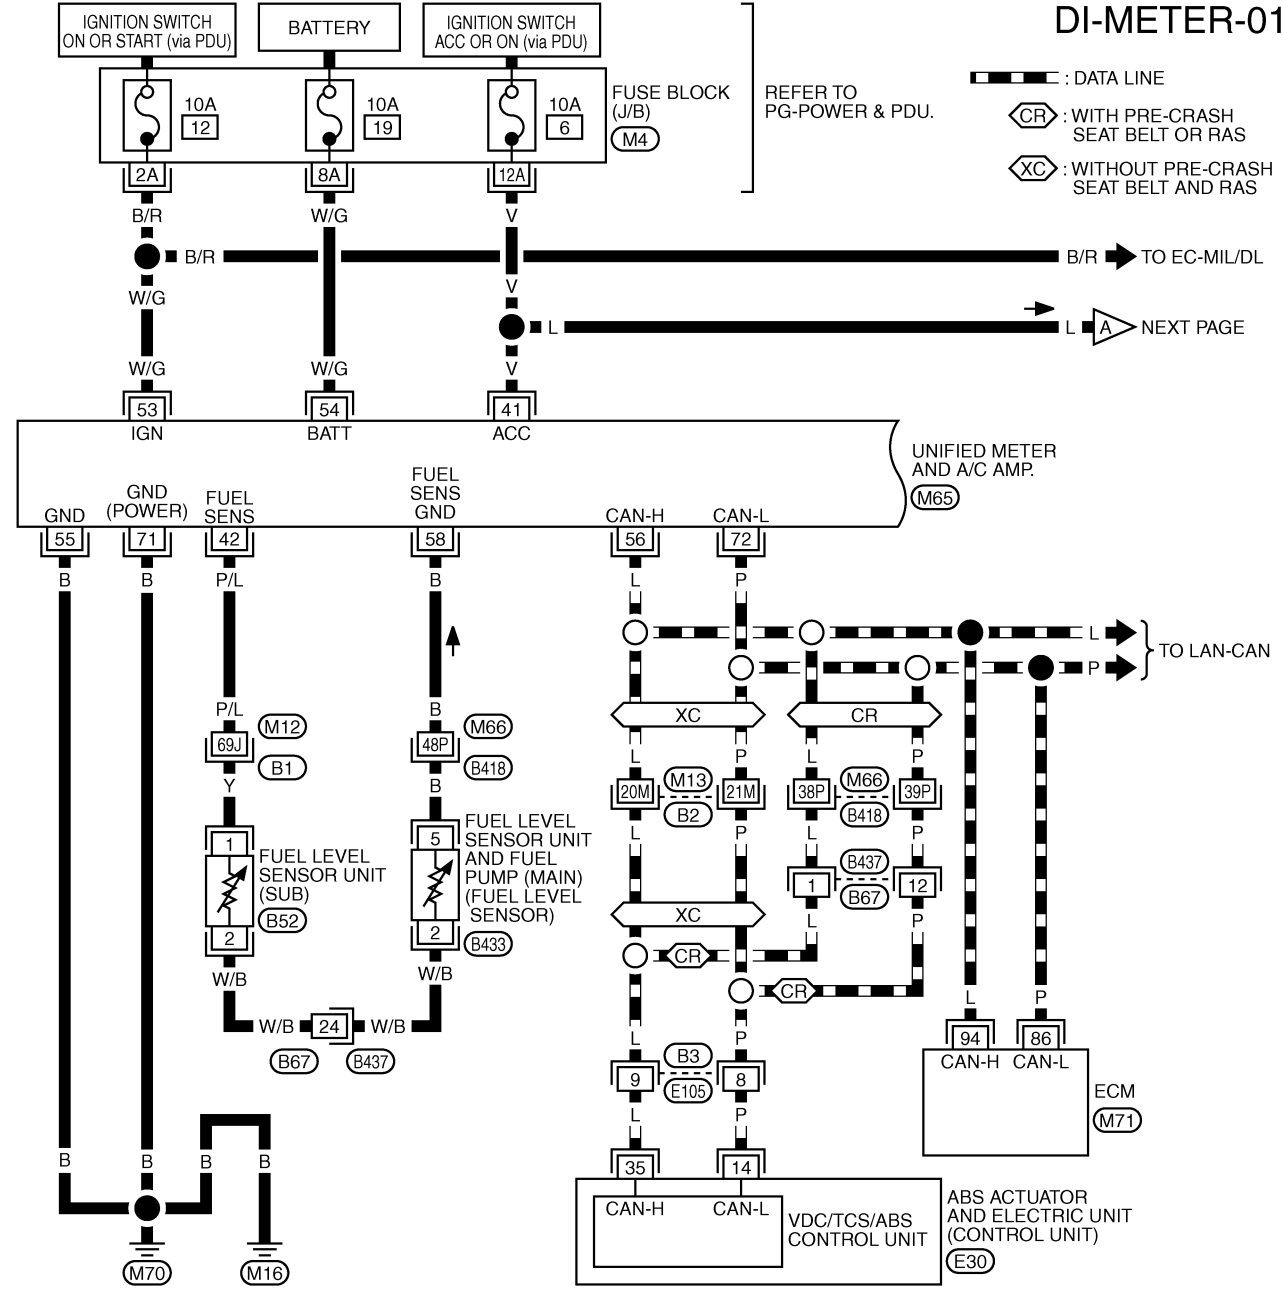 DI-METER-01
IGNITION SWITCH
ON OR START (via PDU)
BATTERY
IGNITION SWITCH
ACC OR ON (via PDU)
: DATA LINE
CR : WITH PRE-CRASH
SEAT BELT OR RAS
XC : WITHOUT PRE-CRASH
SEAT BELT AND RAS
10A
12
10A
19
10A
6
FUSE BLOCK
(J/B)
M4
REFER TO
PG-POWER & PDU.
2A
8A
12A
B/R
W/G
V
B/R
B/R
TO EC-MIL/DL
W/G
V
L
L
A
NEXT PAGE
W/G
W/G
V
53
54
41
IGN
BATT
ACC
UNIFIED METER
AND A/C AMP.
M65
GND
GND
(POWER)
FUEL
SENS
FUEL
SENS
GND
CAN-H
CAN-L
55
71
42
58
56
72
B
B
P/L
B
L
P
L
P
TO LAN-CAN
P/L
B
XC
CR
69J
M12
B1
48P
M66
B418
L
P
L
P
20M
M13
B2
21M
38P
M66
B418
39P
Y
B
L
P
L
P
1
FUEL LEVEL
SENSOR UNIT
(SUB)
B52
2
5
FUEL LEVEL
SENSOR UNIT
AND FUEL
PUMP (MAIN)
(FUEL LEVEL
SENSOR)
B433
2
1
B437
B67
12
XC
L
P
CR
CR
W/B
W/B
W/B
24
W/B
B67
B437
L
P
9
B3
E105
8
L
P
L
P
94
86
CAN-H
CAN-L
ECM
M71
B
B
B
B
35
14
CAN-H
CAN-L
VDC/TCS/ABS
CONTROL UNIT
ABS ACTUATOR
AND ELECTRIC UNIT
(CONTROL UNIT)
E30
M70
M16